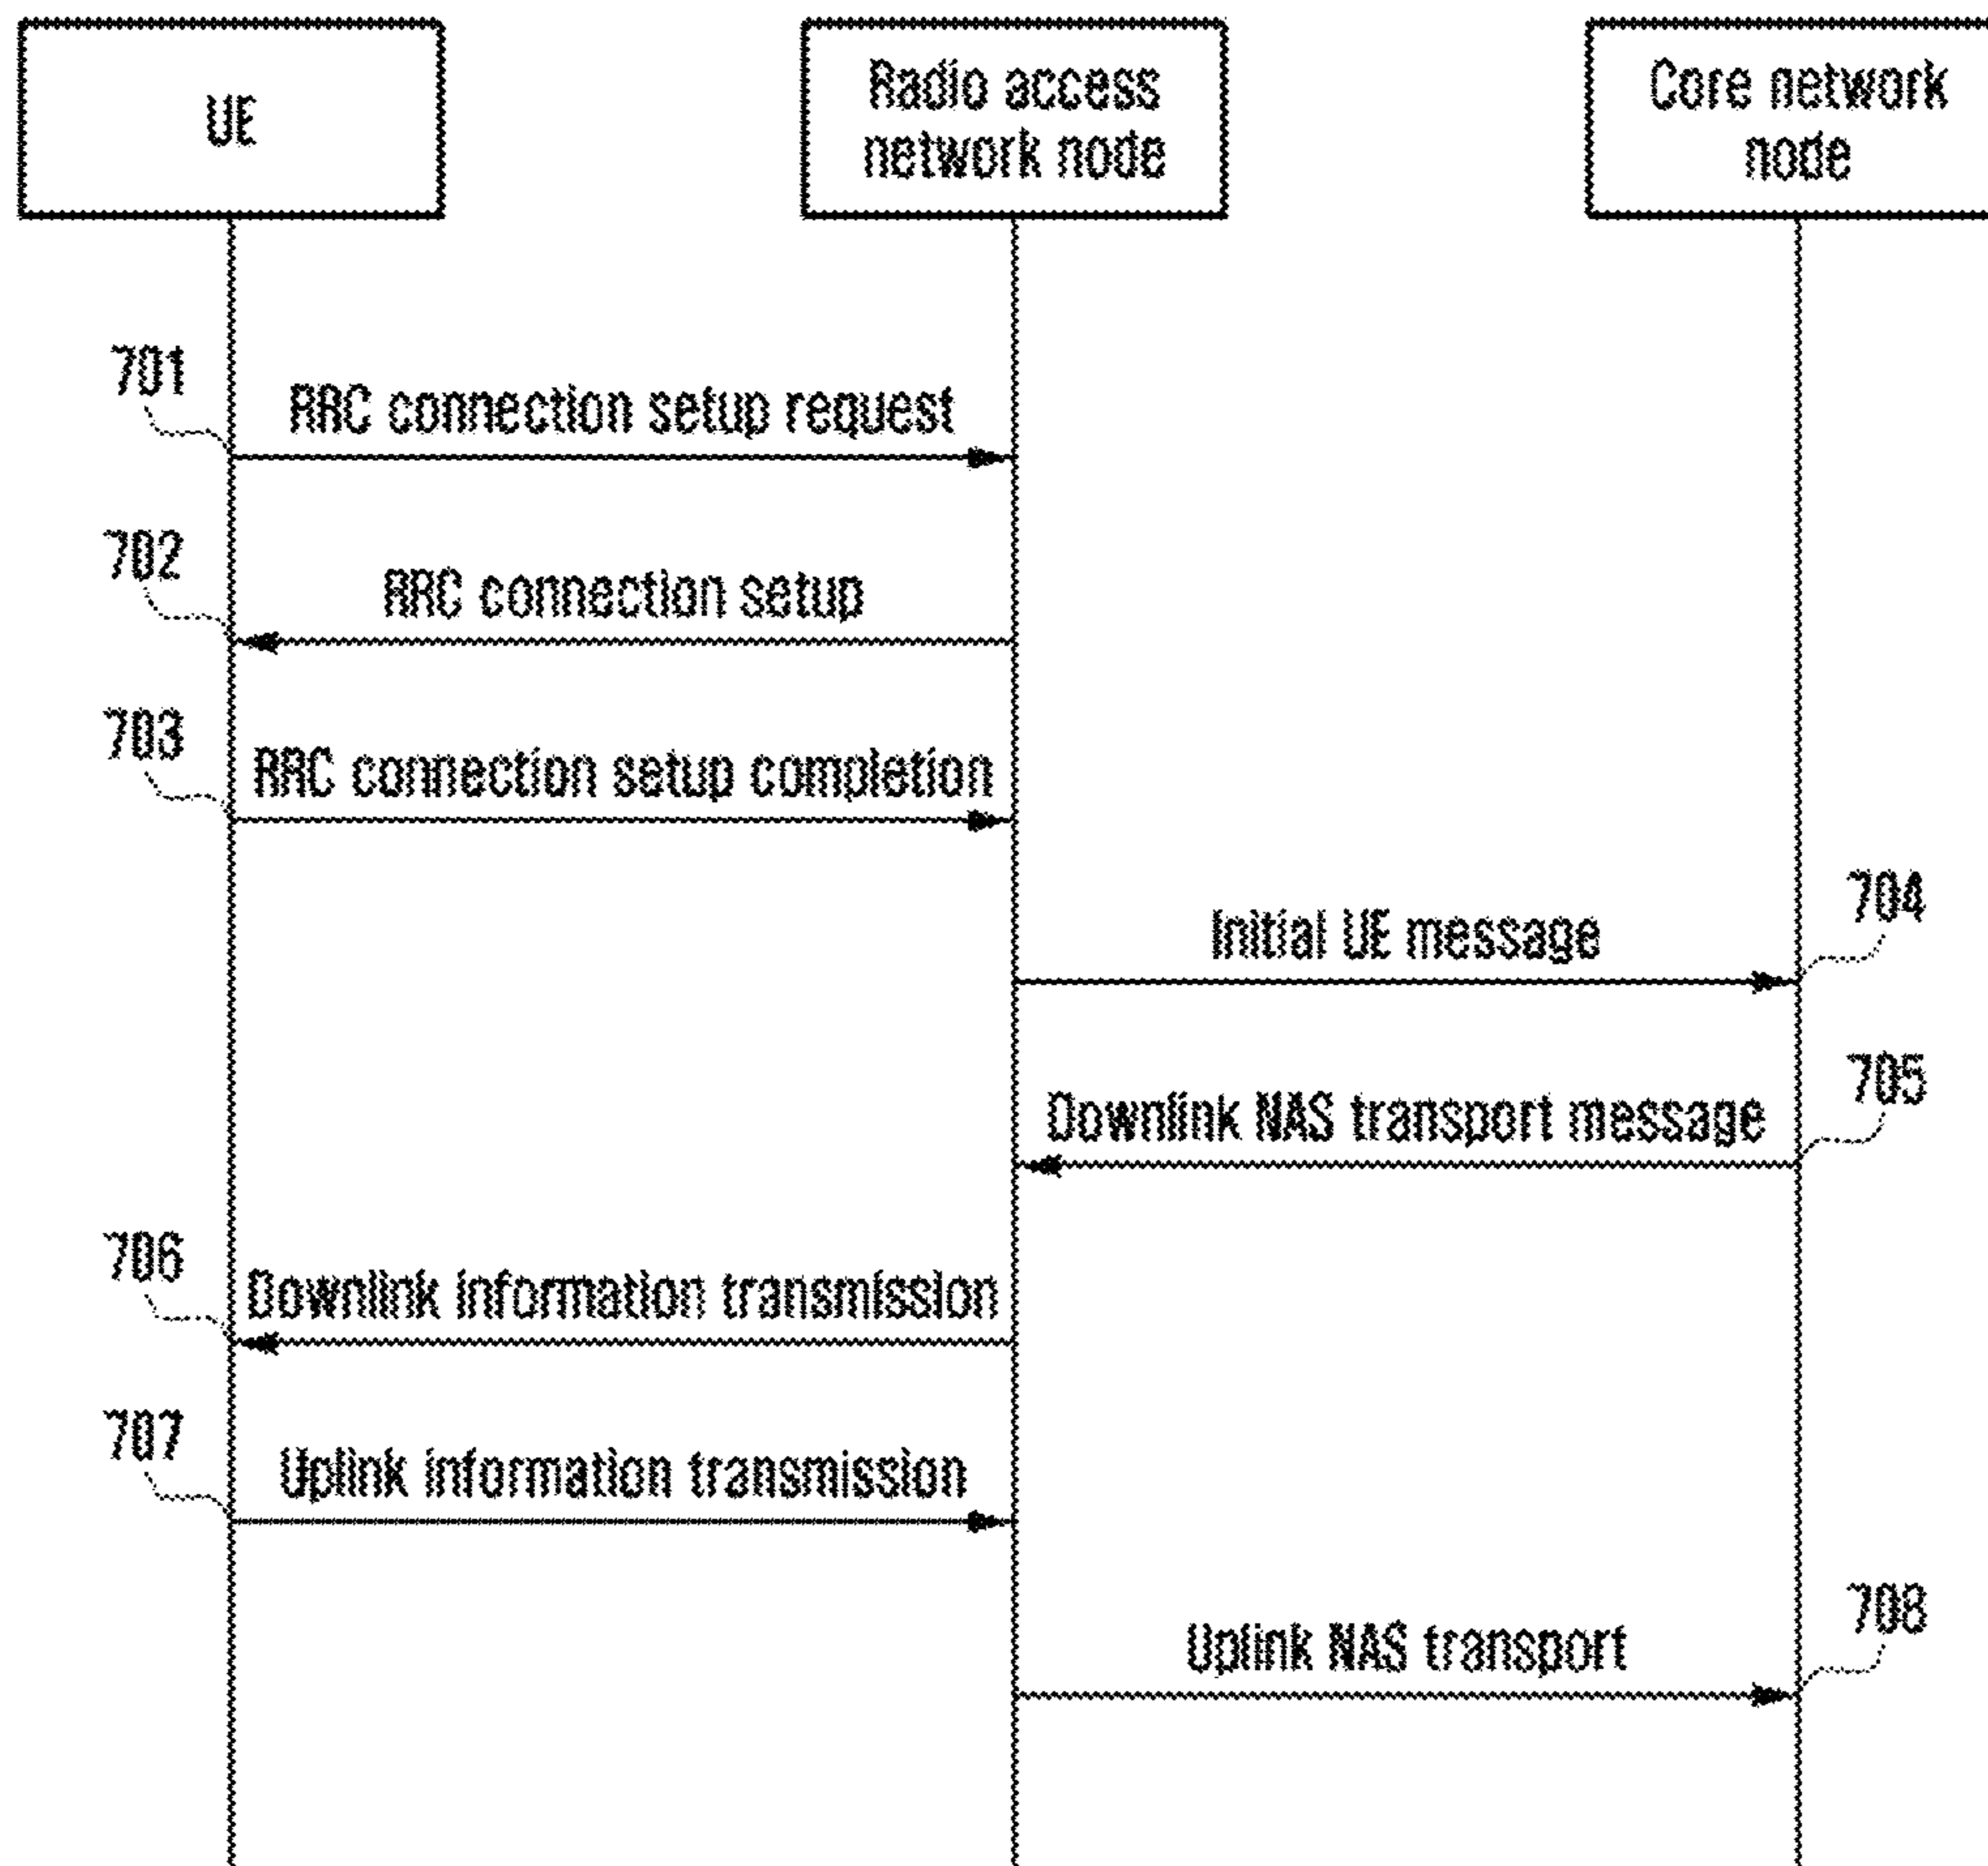 UE
Radio access
network node
Core network
node
701
RRC connection setup request
702
RRC connection setup
703
RRC connection setup completion
704
Initial UE message
705
Downlink NAS transport message
706
Downlink information transmission
707
Uplink information transmission
708
Uplink NAS transport